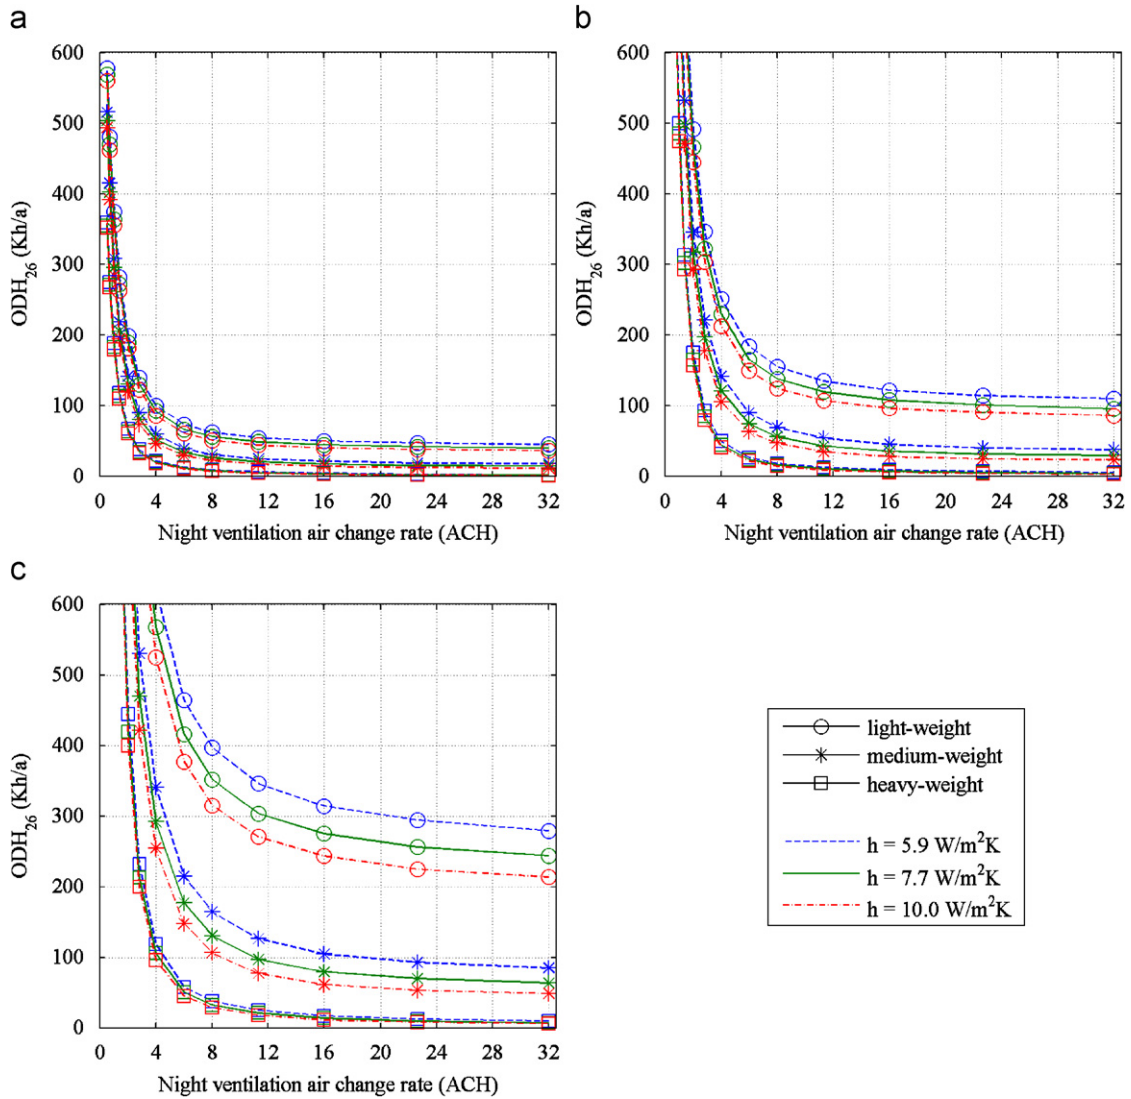 a
600
500
400
300
200
100
0
ODH26 (Kh/a)
0 4 8 12 16 20 24 28 32
Night ventilation air change rate (ACH)
b
600
500
400
300
200
100
0
ODH26 (Kh/a)
0 4 8 12 16 20 24 28 32
Night ventilation air change rate (ACH)
c
600
500
400
300
200
100
0
ODH26 (Kh/a)
0 4 8 12 16 20 24 28 32
Night ventilation air change rate (ACH)
light-weight
medium-weight
heavy-weight
h = 5.9 W/m²K
h = 7.7 W/m²K
h = 10.0 W/m²K